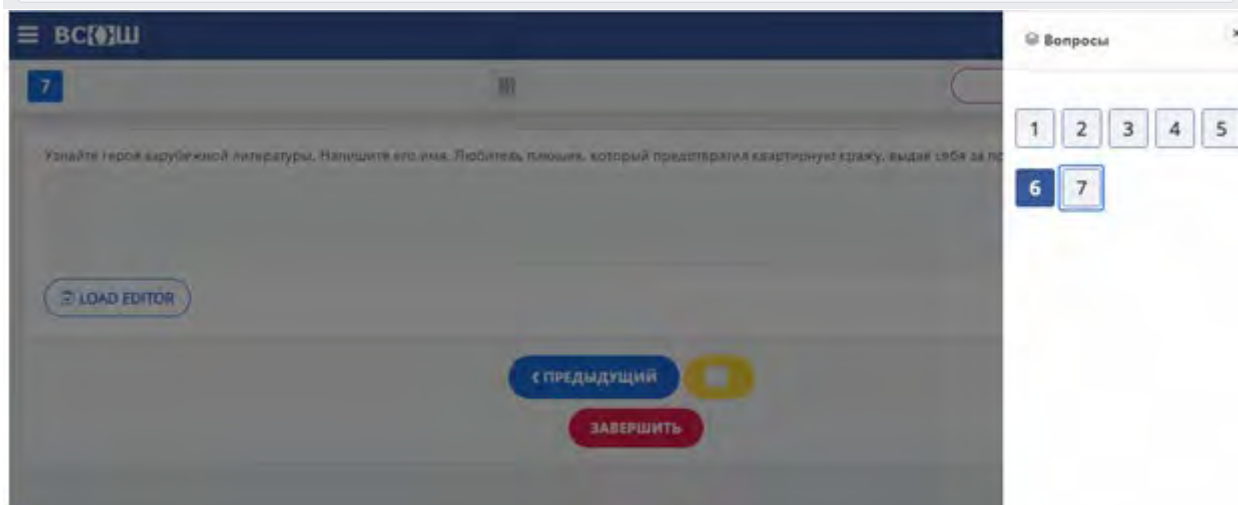 ВС[()]Ш
Вопросы
7
1 2 3 4 5
Узнайте героя зарубежной литературы. Напишите его имя. Любитель плюшек, который предотвратил квартирную кражу, выдав себя за
6 7
LOAD EDITOR
ПРЕДЫДУЩИЙ
ЗАВЕРШИТЬ